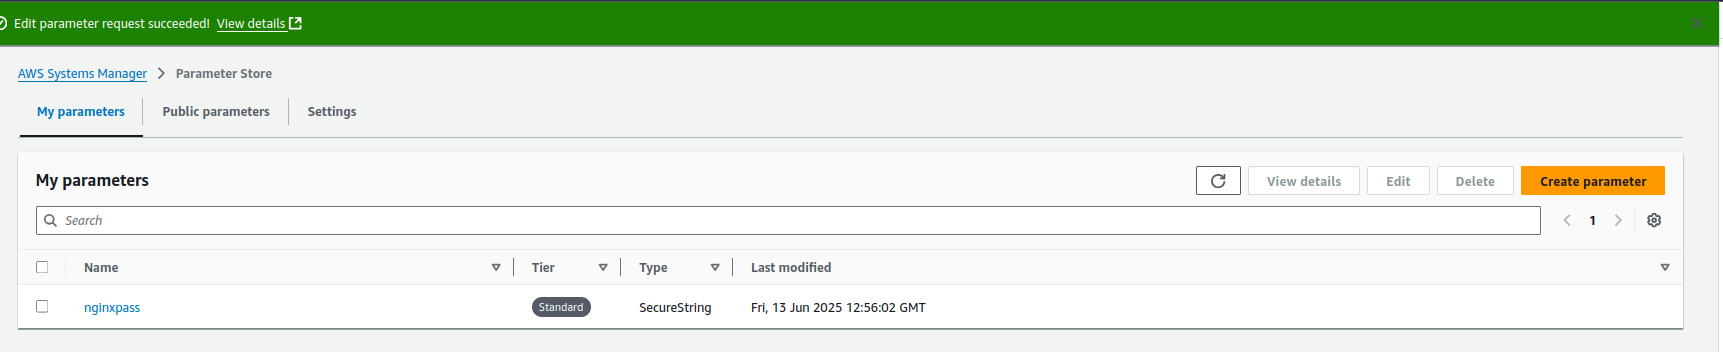 Edit parameter request succeeded! View details
AWS Systems Manager Parameter Store
My parameters Public parameters Settings
My parameters View details Edit Delete Create parameter
Search 1
Name Tier Type Last modified
nginxpass Standard SecureString Fri, 13 Jun 2025 12:56:02 GMT